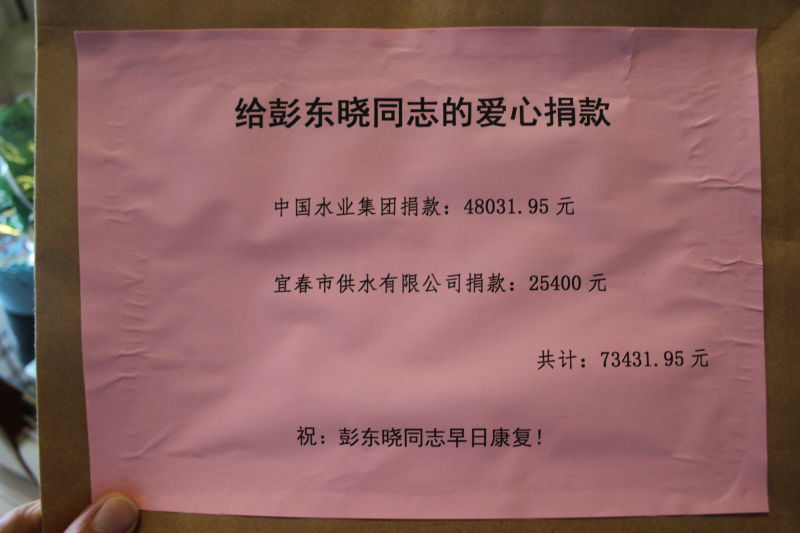 给彭东晓同志的爱心捐款
中国水业集团捐款：48031.95 元
宜春市供水有限公司捐款：25400 元
共计：73431.95 元
祝：彭东晓同志早日康复！